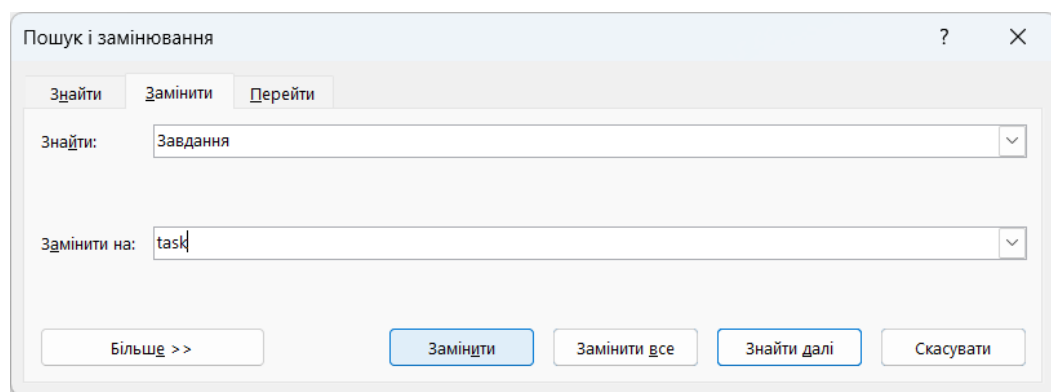 Пошук і замінювання ?
Знайти Замінити Перейти
Знайти: Завдання
Замінити на: task
Більше >> Замінити Замінити все Знайти далі Скасувати